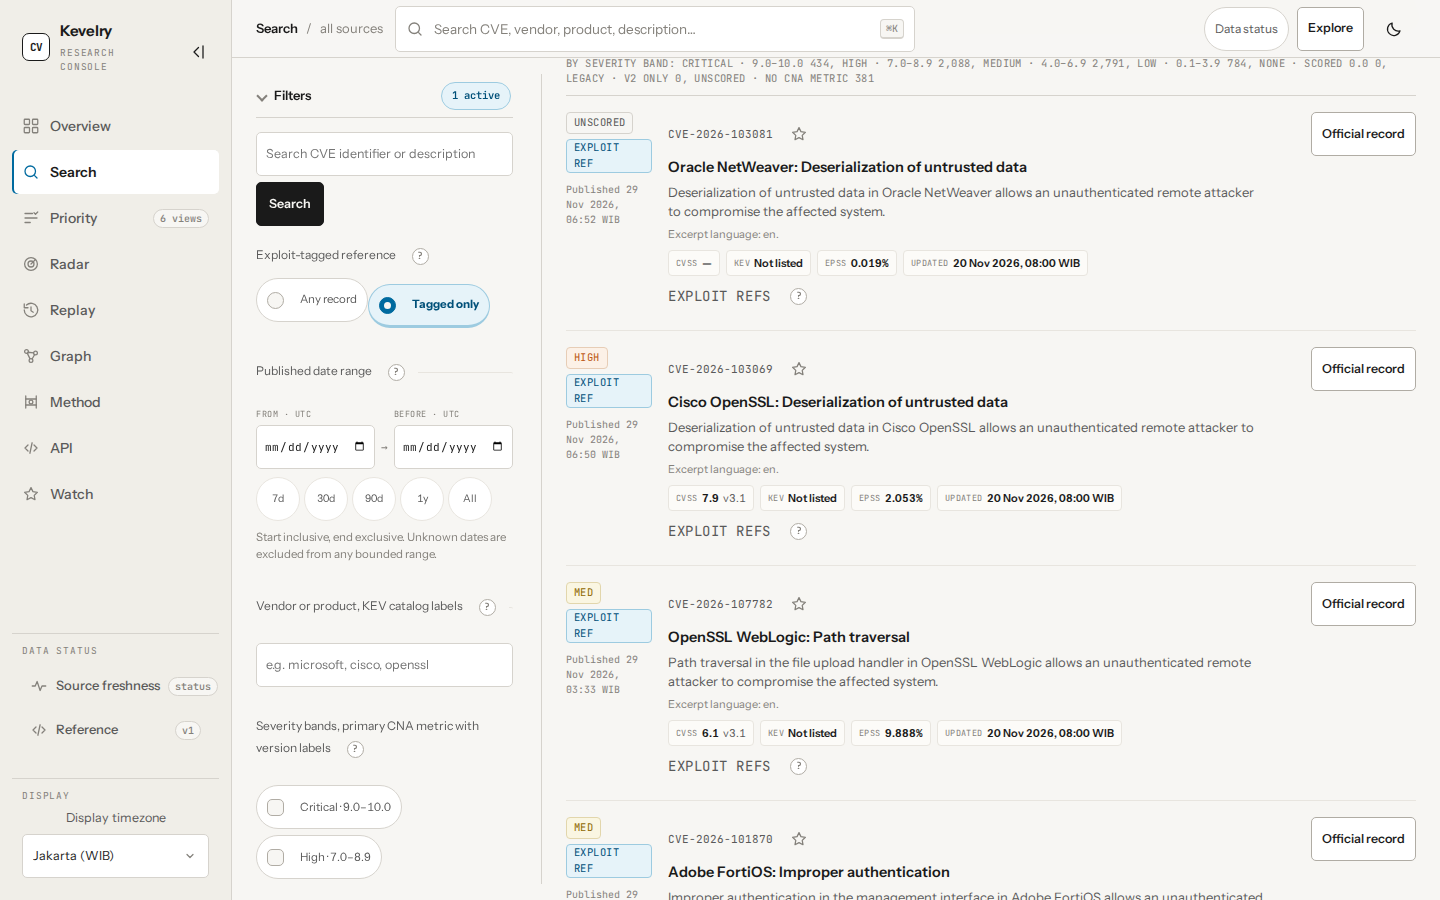 CV
Kevelry
RESEARCH
CONSOLE
Overview
Search
Priority
6 views
Radar
Replay
Graph
Method
API
Watch
DATA STATUS
Source freshness
status
Reference
v1
DISPLAY
Display timezone
Jakarta (WIB)
Search / all sources
Search CVE, vendor, product, description...
⌘K
Data status
Explore
Filters
1 active
Search CVE identifier or description
Search
Exploit-tagged reference ?
Any record
Tagged only
Published date range ?
FROM · UTC
BEFORE · UTC
mm/dd/yyyy → mm/dd/yyyy
7d 30d 90d 1y All
Start inclusive, end exclusive. Unknown dates are
excluded from any bounded range.
Vendor or product, KEV catalog labels ?
e.g. microsoft, cisco, openssl
Severity bands, primary CNA metric with
version labels ?
Critical · 9.0–10.0
High · 7.0–8.9
BY SEVERITY BAND: CRITICAL · 9.0–10.0 434, HIGH · 7.0–8.9 2,088, MEDIUM · 4.0–6.9 2,791, LOW · 0.1–3.9 784, NONE · SCORED 0.0 0,
LEGACY · V2 ONLY 0, UNSCORED · NO CNA METRIC 381
UNSCORED
EXPLOIT
REF
Published 29
Nov 2026,
06:52 WIB
CVE-2026-103081
Oracle NetWeaver: Deserialization of untrusted data
Deserialization of untrusted data in Oracle NetWeaver allows an unauthenticated remote attacker
to compromise the affected system.
Excerpt language: en.
CVSS — KEV Not listed EPSS 0.019% UPDATED 20 Nov 2026, 08:00 WIB
EXPLOIT REFS ?
Official record
HIGH
EXPLOIT
REF
Published 29
Nov 2026,
06:50 WIB
CVE-2026-103069
Cisco OpenSSL: Deserialization of untrusted data
Deserialization of untrusted data in Cisco OpenSSL allows an unauthenticated remote attacker to
compromise the affected system.
Excerpt language: en.
CVSS 7.9 v3.1 KEV Not listed EPSS 2.053% UPDATED 20 Nov 2026, 08:00 WIB
EXPLOIT REFS ?
Official record
MED
EXPLOIT
REF
Published 29
Nov 2026,
03:33 WIB
CVE-2026-107782
OpenSSL WebLogic: Path traversal
Path traversal in the file upload handler in OpenSSL WebLogic allows an unauthenticated remote
attacker to compromise the affected system.
Excerpt language: en.
CVSS 6.1 v3.1 KEV Not listed EPSS 9.888% UPDATED 20 Nov 2026, 08:00 WIB
EXPLOIT REFS ?
Official record
MED
EXPLOIT
REF
Published 29
CVE-2026-101870
Adobe FortiOS: Improper authentication
Improper authentication in the management interface in Adobe FortiOS allows an unauthenticated
Official record